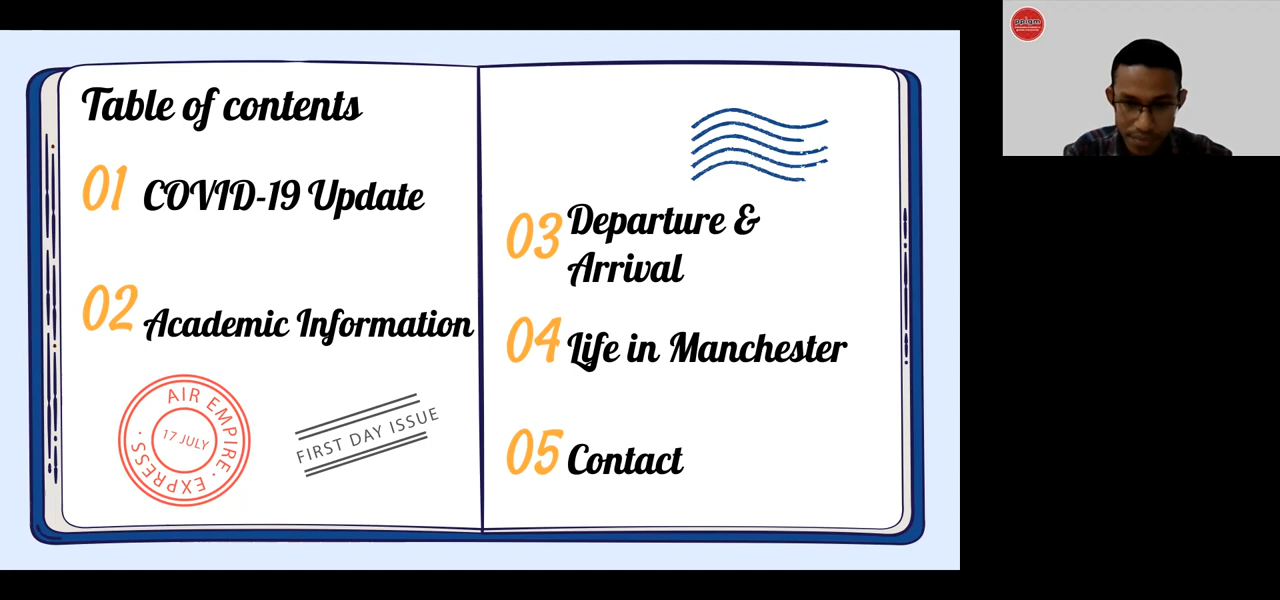 Table of contents
01 COVID-19 Update
02 Academic Information
AIR EMPIRE · EXPRESS ·
17 JULY
FIRST DAY ISSUE
03 Departure &
Arrival
04 Life in Manchester
05 Contact
ppigm